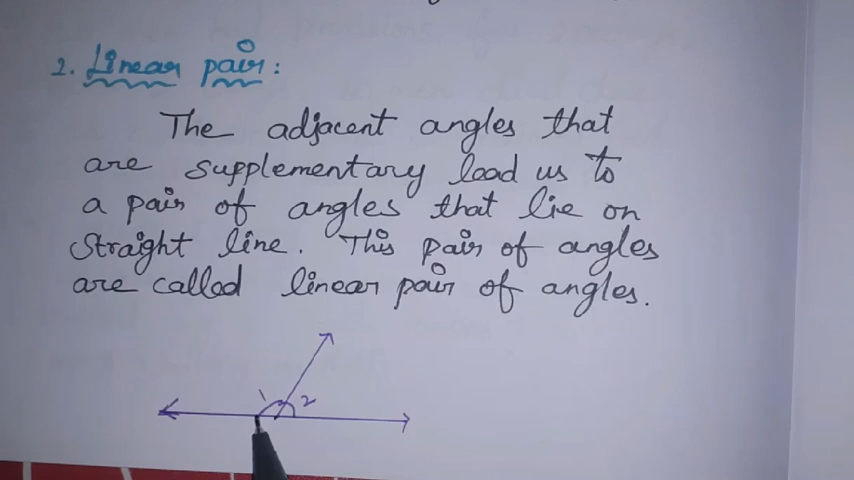 2. Linear pair:
The adjacent angles that
are supplementary lead us to
a pair of angles that lie on
straight line. This pair of angles
are called linear pair of angles.
1 2